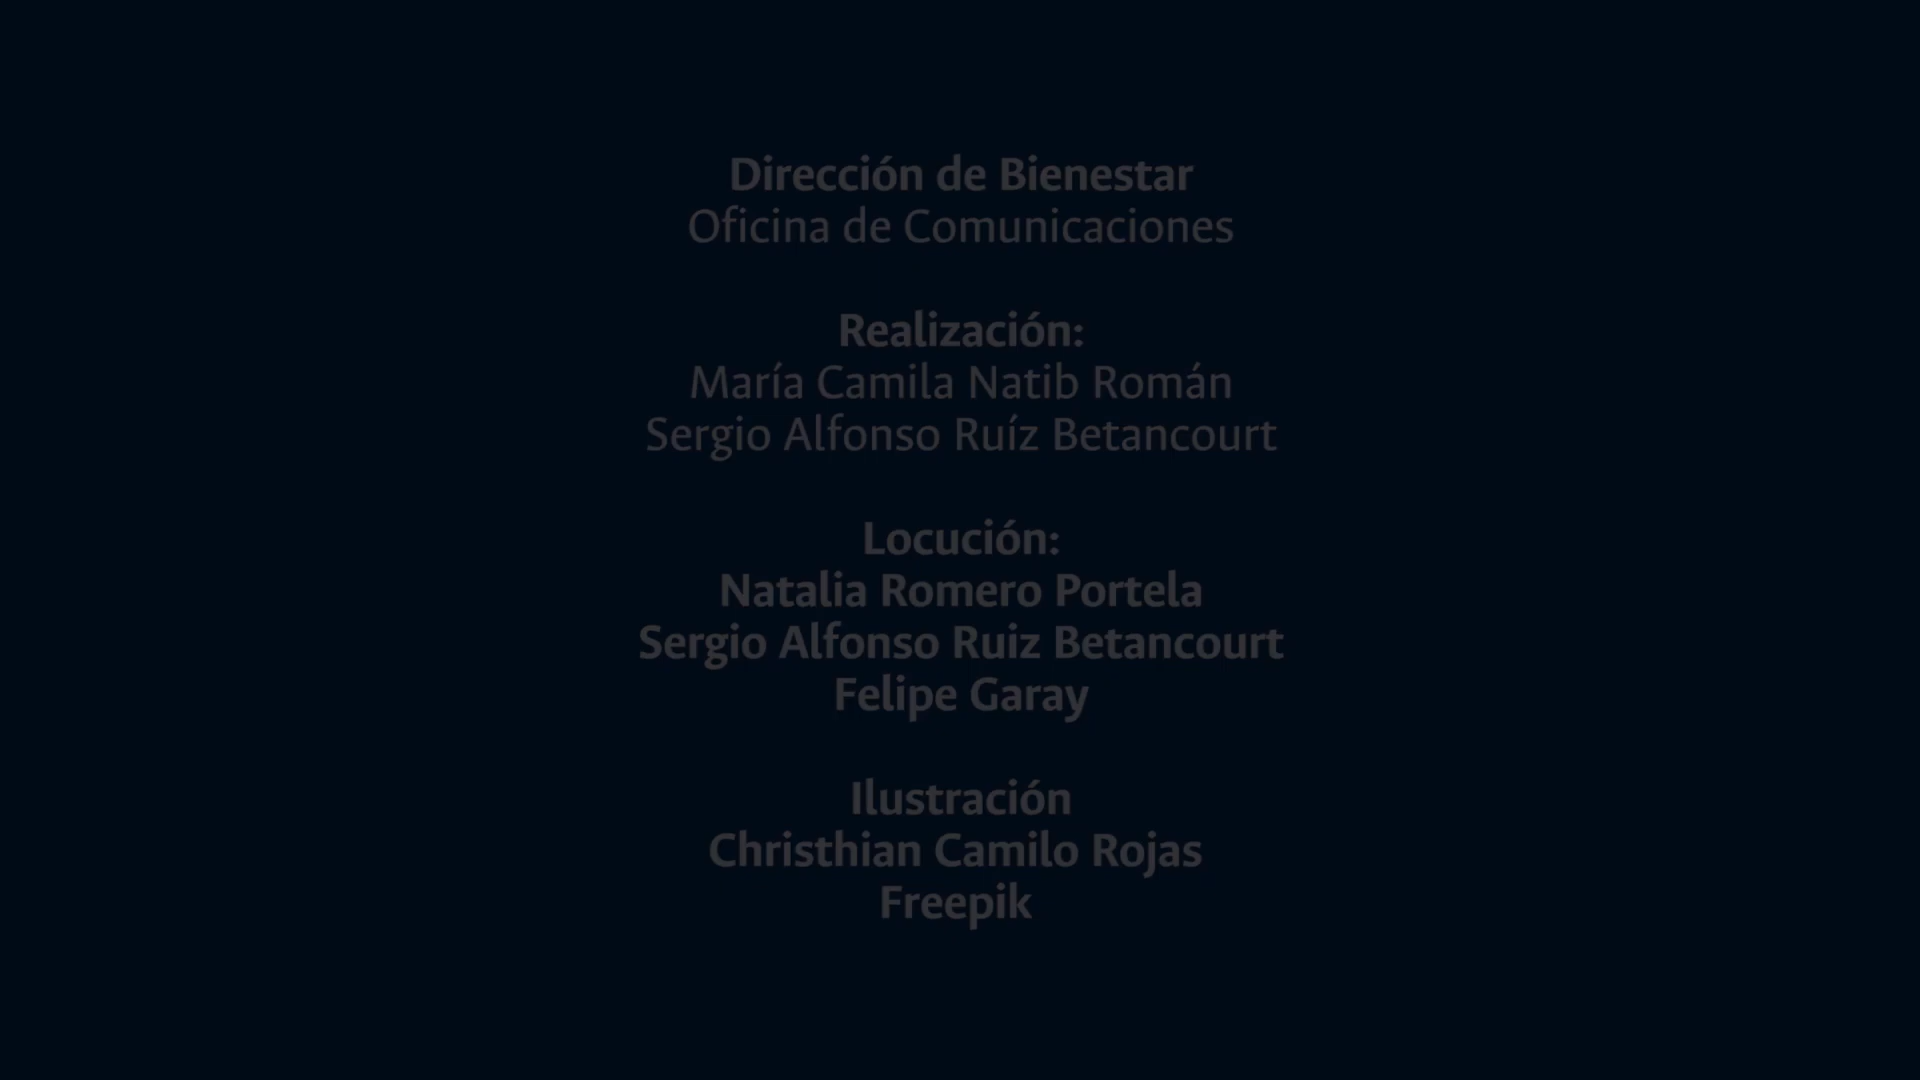 Dirección de Bienestar
Oficina de Comunicaciones
Realización:
María Camila Natib Román
Sergio Alfonso Ruíz Betancourt
Locución:
Natalia Romero Portela
Sergio Alfonso Ruiz Betancourt
Felipe Garay
Ilustración
Christhian Camilo Rojas
Freepik